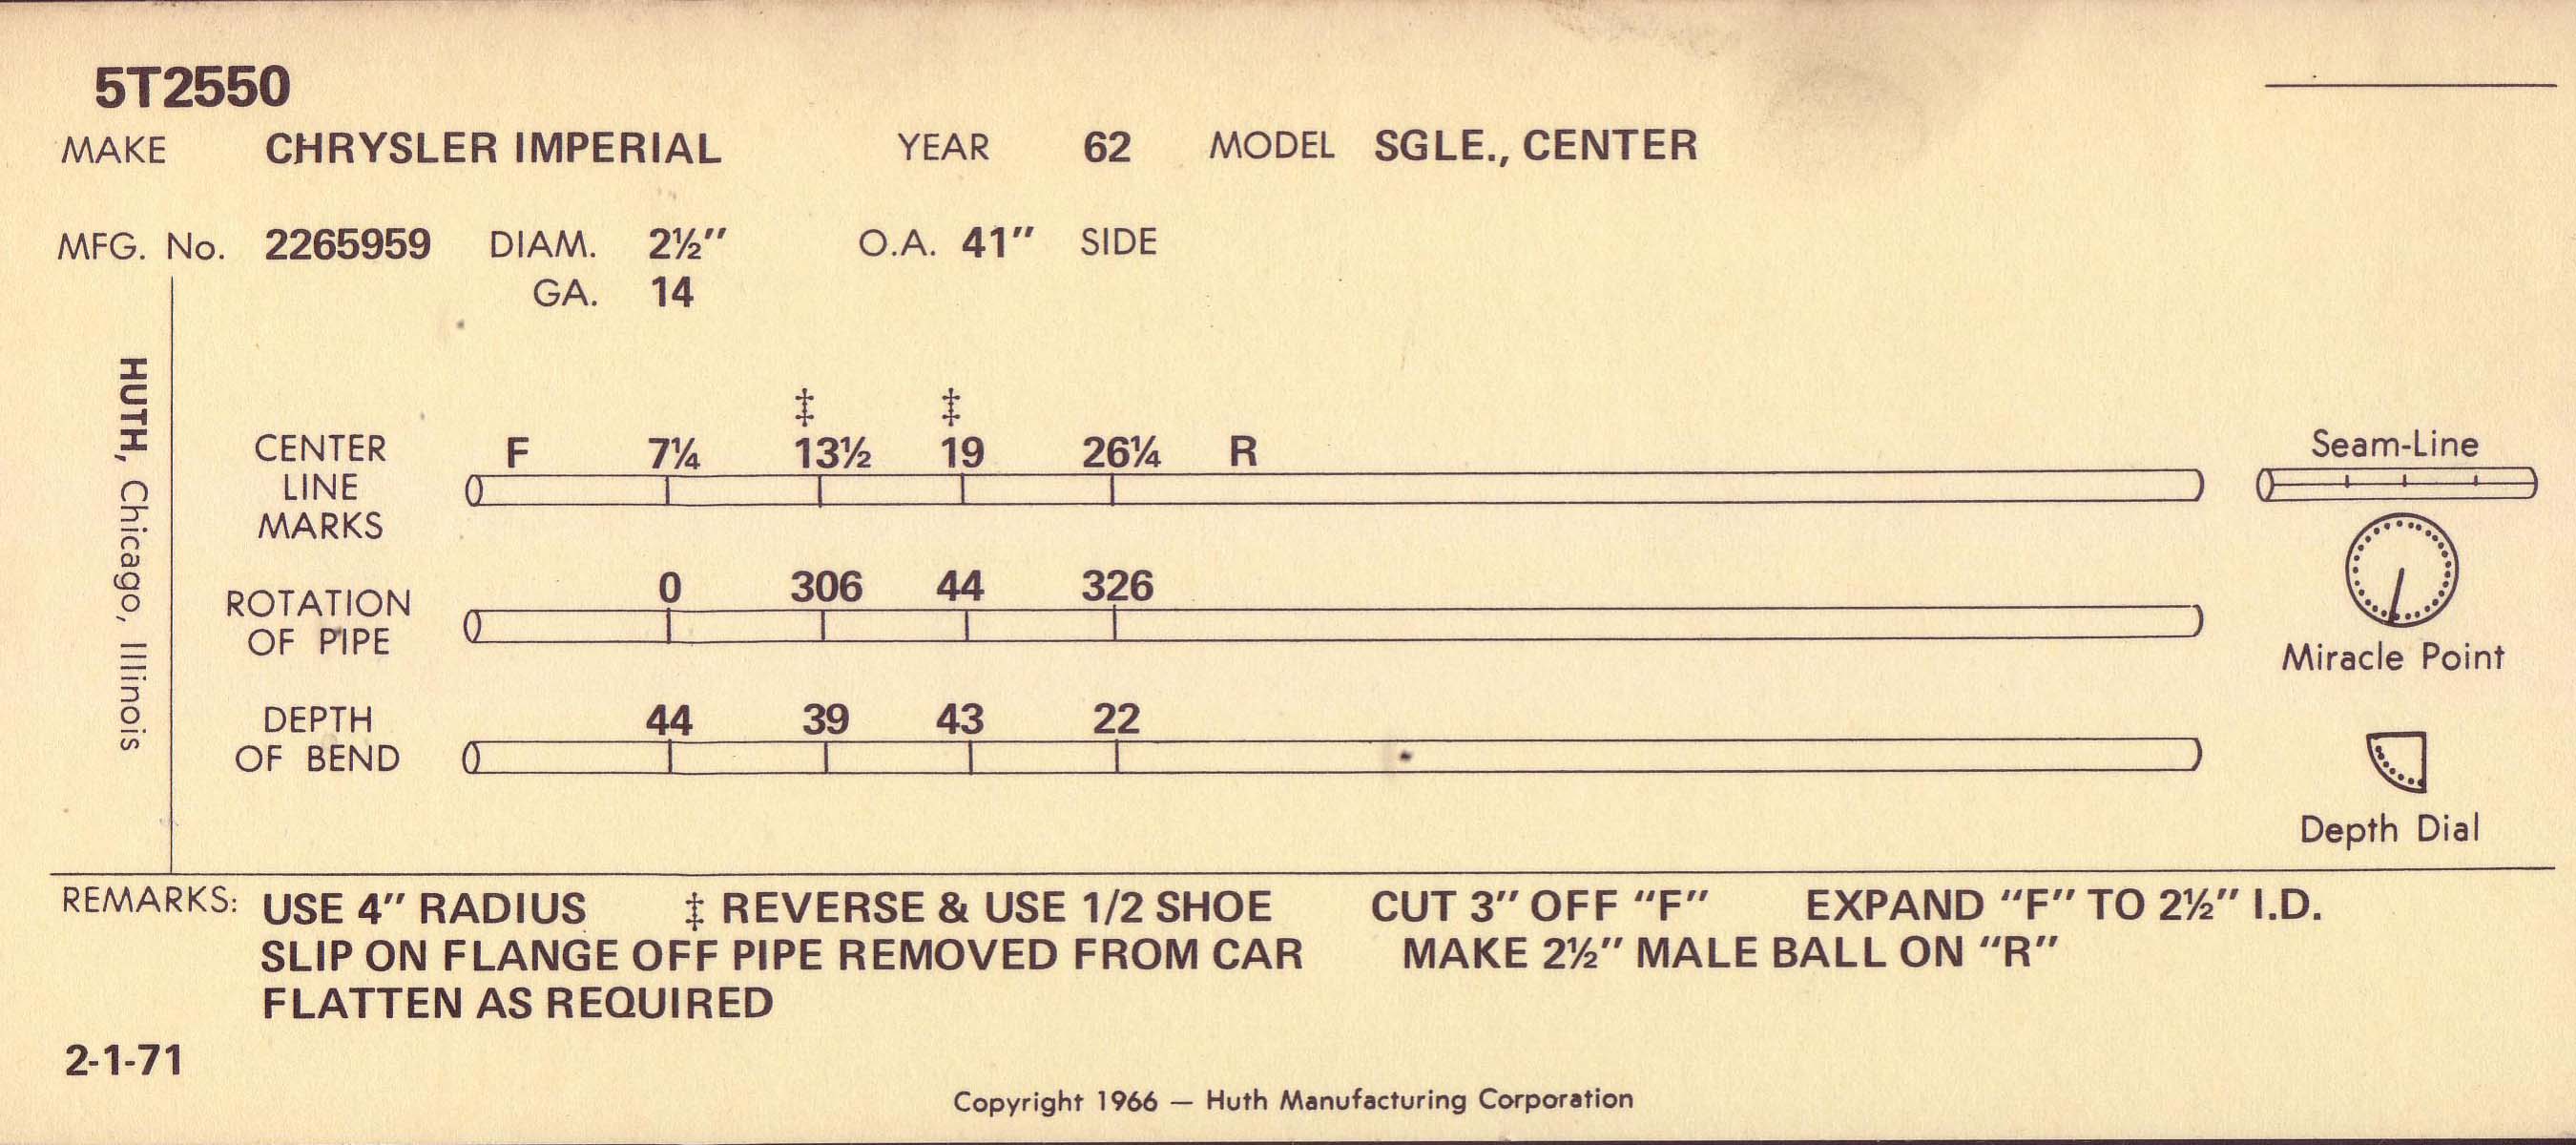 5T2550
MAKE CHRYSLER IMPERIAL YEAR 62 MODEL SGLE., CENTER
MFG. No. 2265959 DIAM. 2½" O.A. 41" SIDE
GA. 14
HUTH, Chicago, Illinois
‡ ‡
CENTER LINE MARKS F 7¼ 13½ 19 26¼ R
Seam-Line
ROTATION OF PIPE 0 306 44 326
Miracle Point
DEPTH OF BEND 44 39 43 22
Depth Dial
REMARKS: USE 4" RADIUS ‡ REVERSE & USE 1/2 SHOE CUT 3" OFF "F" EXPAND "F" TO 2½" I.D.
SLIP ON FLANGE OFF PIPE REMOVED FROM CAR MAKE 2½" MALE BALL ON "R"
FLATTEN AS REQUIRED
2-1-71
Copyright 1966 — Huth Manufacturing Corporation